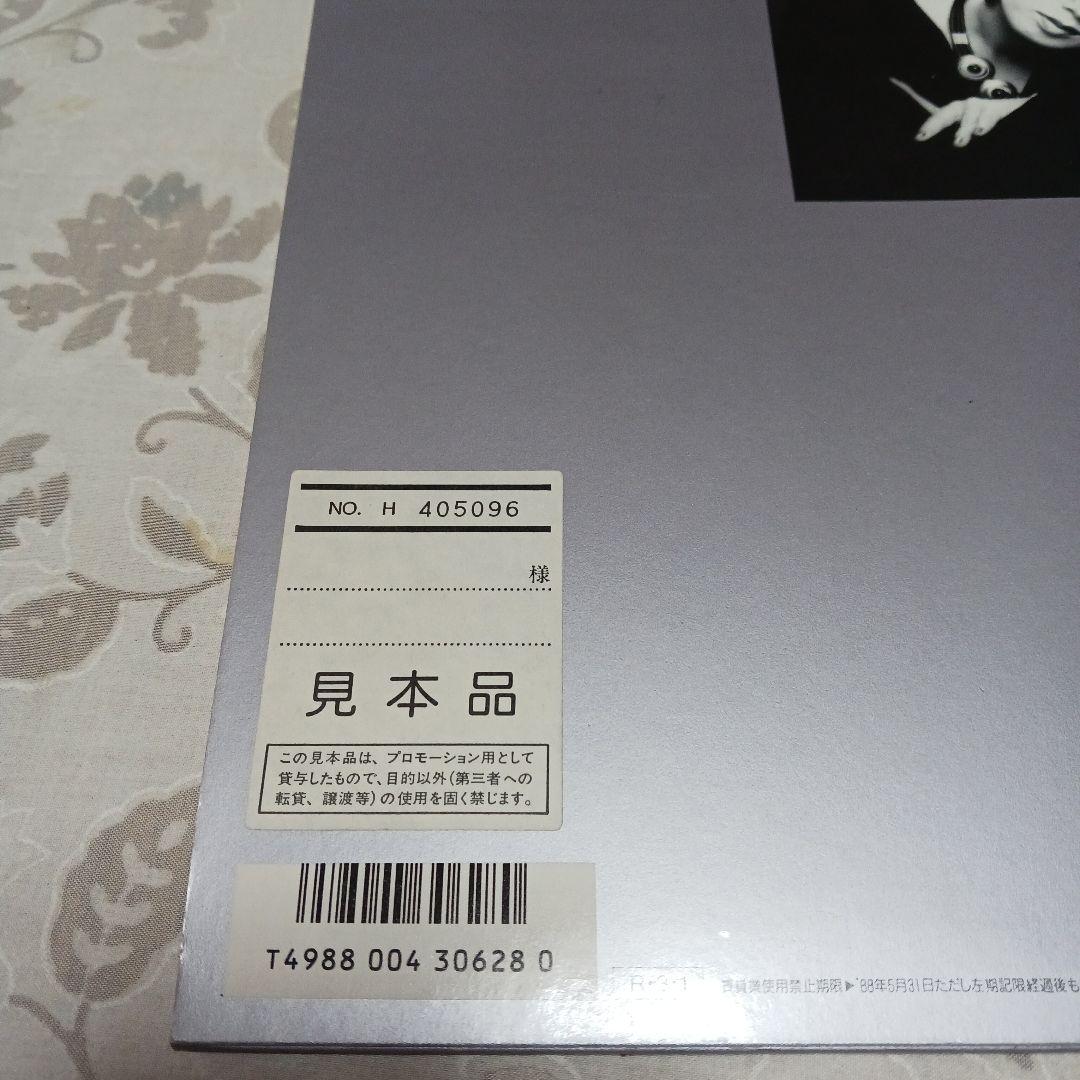 NO. H 405096
様
見本品
この見本品は、プロモーション用として
貸与したもので、目的以外(第三者への
転貸、譲渡等)の使用を固く禁じます。
T4988 004 30628 0
R・3・1 貸与業使用禁止期限▶'88年5月31日ただし左期記限経過後も